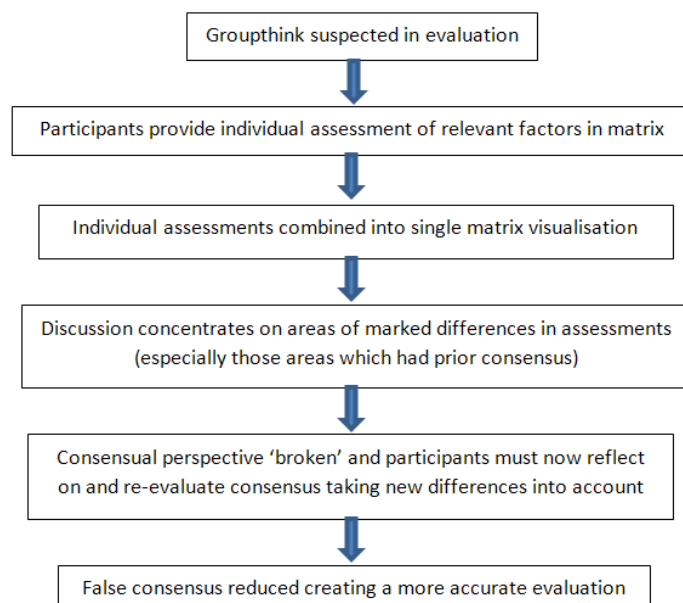 Groupthink suspected in evaluation
Participants provide individual assessment of relevant factors in matrix
Individual assessments combined into single matrix visualisation
Discussion concentrates on areas of marked differences in assessments
(especially those areas which had prior consensus)
Consensual perspective ‘broken’ and participants must now reflect
on and re-evaluate consensus taking new differences into account
False consensus reduced creating a more accurate evaluation